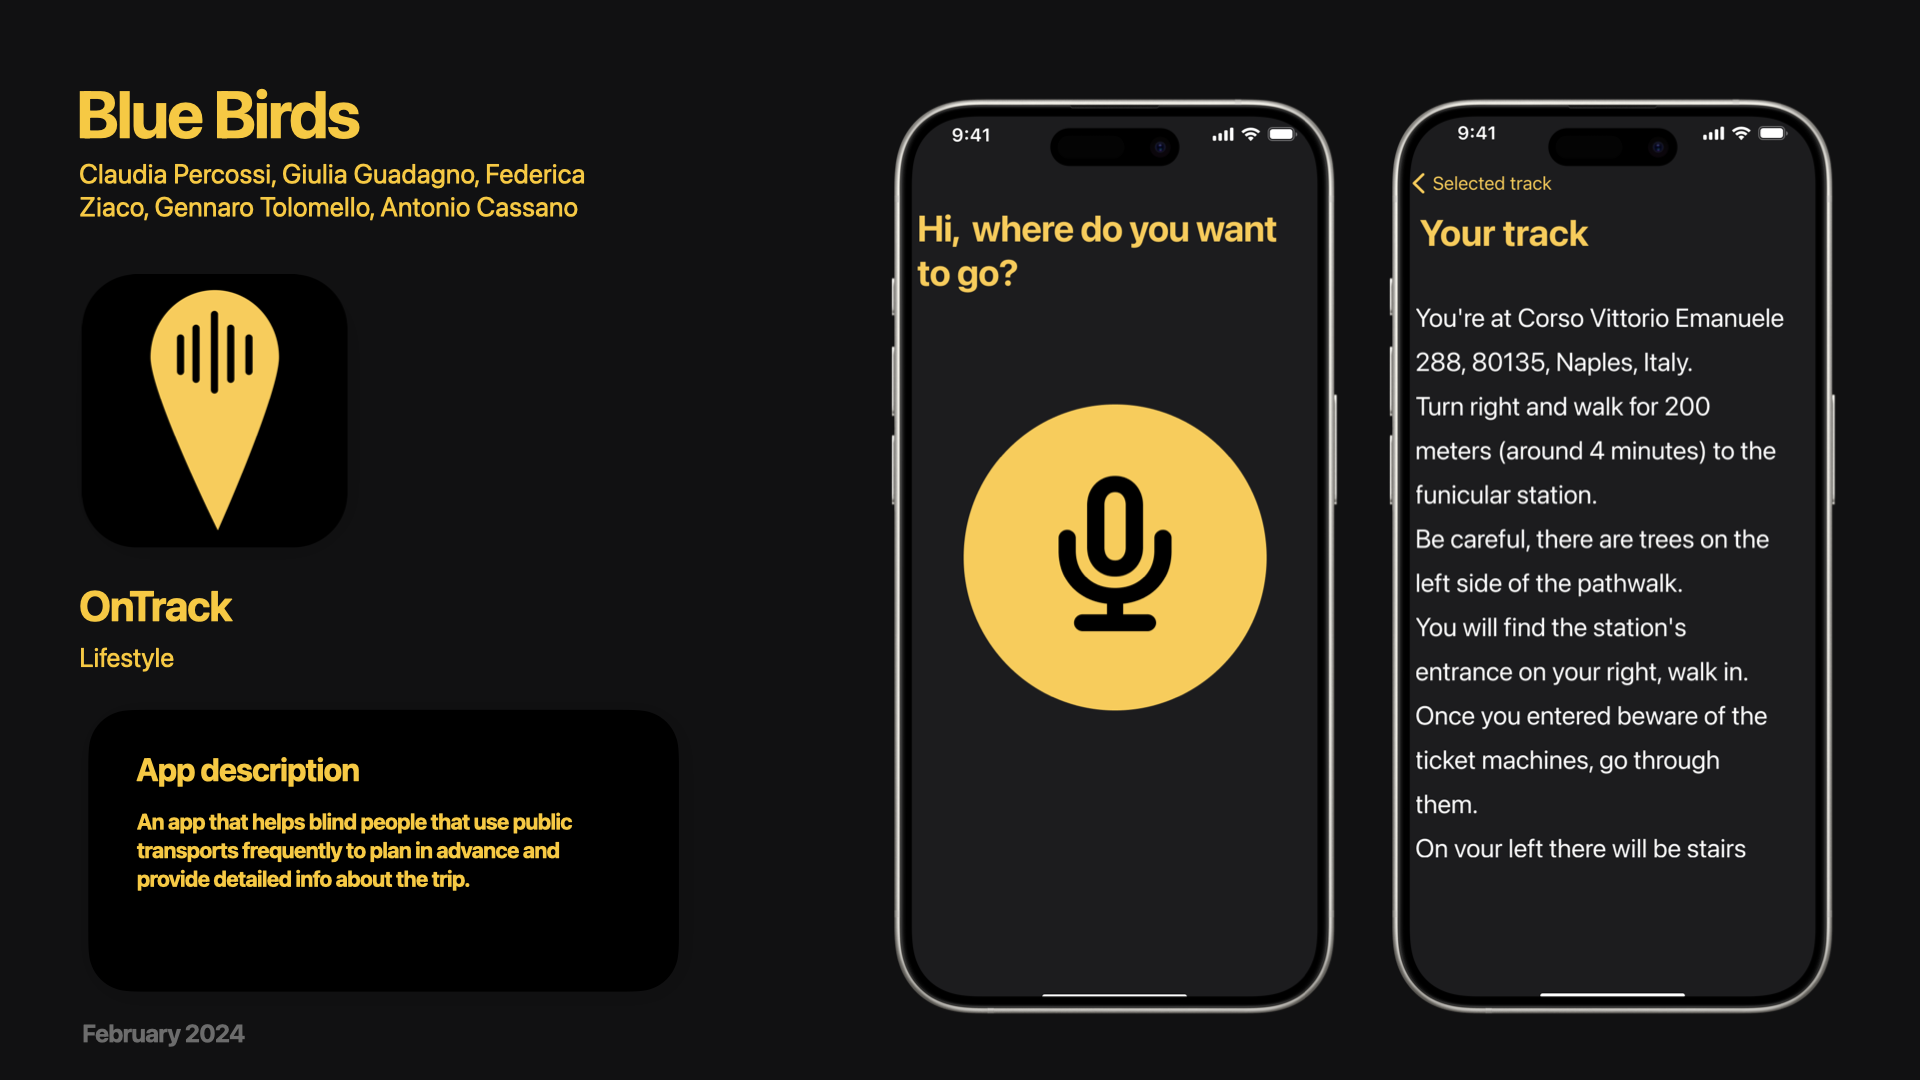 Blue Birds
Claudia Percossi, Giulia Guadagno, Federica
Ziaco, Gennaro Tolomello, Antonio Cassano
OnTrack
Lifestyle
App description
An app that helps blind people that use public
transports frequently to plan in advance and
provide detailed info about the trip.
February 2024
9:41
Hi, where do you want
to go?
9:41
Selected track
Your track
You're at Corso Vittorio Emanuele
288, 80135, Naples, Italy.
Turn right and walk for 200
meters (around 4 minutes) to the
funicular station.
Be careful, there are trees on the
left side of the pathwalk.
You will find the station's
entrance on your right, walk in.
Once you entered beware of the
ticket machines, go through
them.
On your left there will be stairs